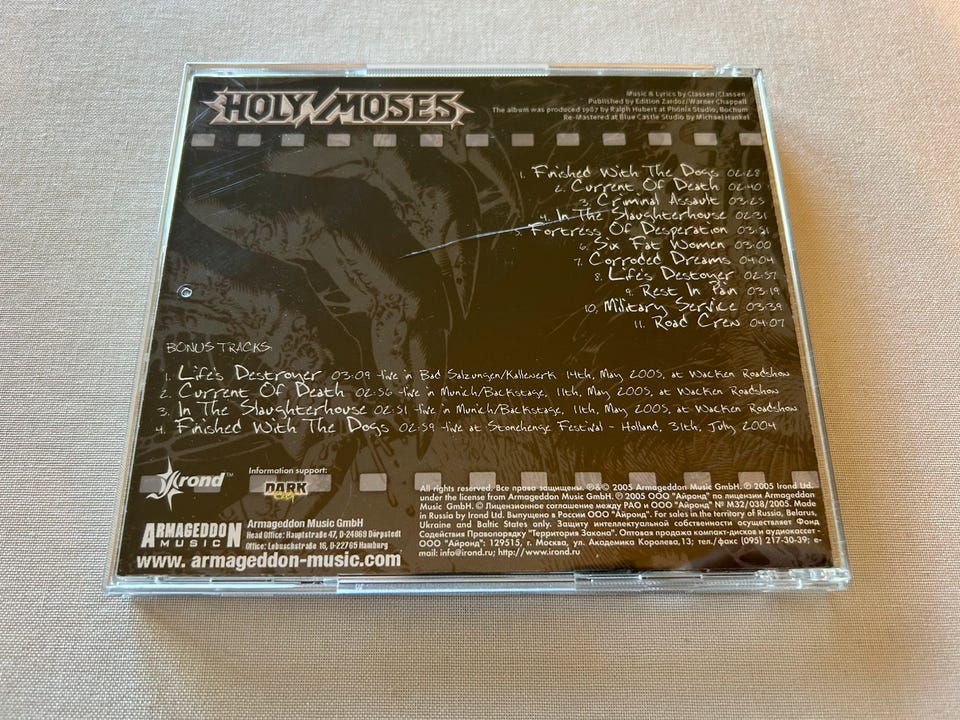 HOLY MOSES
Music & Lyrics by Classen/Classen
Published by Edition Zardoz/Warner Chappall
The album was produced 1987 by Ralph Hubert at Phönix Studio, Bochum
Re-Mastered at Blue Castle Studio by Michael Hankel
1. Finished With The Dogs 02:28
2. Current Of Death 02:40
3. Criminal Assault 03:25
4. In The Slaughterhouse 02:31
5. Fortress Of Desperation 03:51
6. Six Fat Women 03:00
7. Corroded Dreams 04:04
8. Life's Destoyer 02:57
9. Rest In Pain 03:19
10. Military Service 03:39
11. Road Crew 04:07
BONUS TRACKS:
1. Life's Destroyer 03:09 -live in Bad Salzungen/Kallewerk 14th, May 2005, at Wacken Roadshow
2. Current Of Death 02:56 -live in Munich/Backstage, 11th, May 2005, at Wacken Roadshow
3. In The Slaughterhouse 02:51 -live in Munich/Backstage, 11th, May 2005, at Wacken Roadshow
4. Finished With The Dogs 02:59 -live at Stonehenge Festival - Holland, 31th, July 2004
Irond™
Information support:
DARK CITY
ARMAGEDDON
MUSIC
Armageddon Music GmbH
Head Office: Hauptstraße 47, D-24869 Dörpstedt
Office: Lobuschstraße 16, D-22765 Hamburg
www. armageddon-music.com
All rights reserved. Все права защищены. ℗&© 2005 Armageddon Music GmbH. ℗ 2005 Irond Ltd.
under the license from Armageddon Music GmbH. ℗ 2005 ООО "Айронд" по лицензии Armageddon
Music GmbH. © Лицензионное соглашение между РАО и ООО "Айронд" № М32/038/2005. Made
in Russia by Irond Ltd. Выпущено в России ООО "Айронд". For sales in the territory of Russia, Belarus,
Ukraine and Baltic States only. Защиту интеллектуальной собственности осуществляет Фонд
Содействия Правопорядку "Территория Закона". Оптовая продажа компакт-дисков и аудиокассет -
ООО "Айронд": 129515, г. Москва, ул. Академика Королева,13; тел./факс (095) 217-30-39; e-
mail: info@irond.ru; http://www.irond.ru